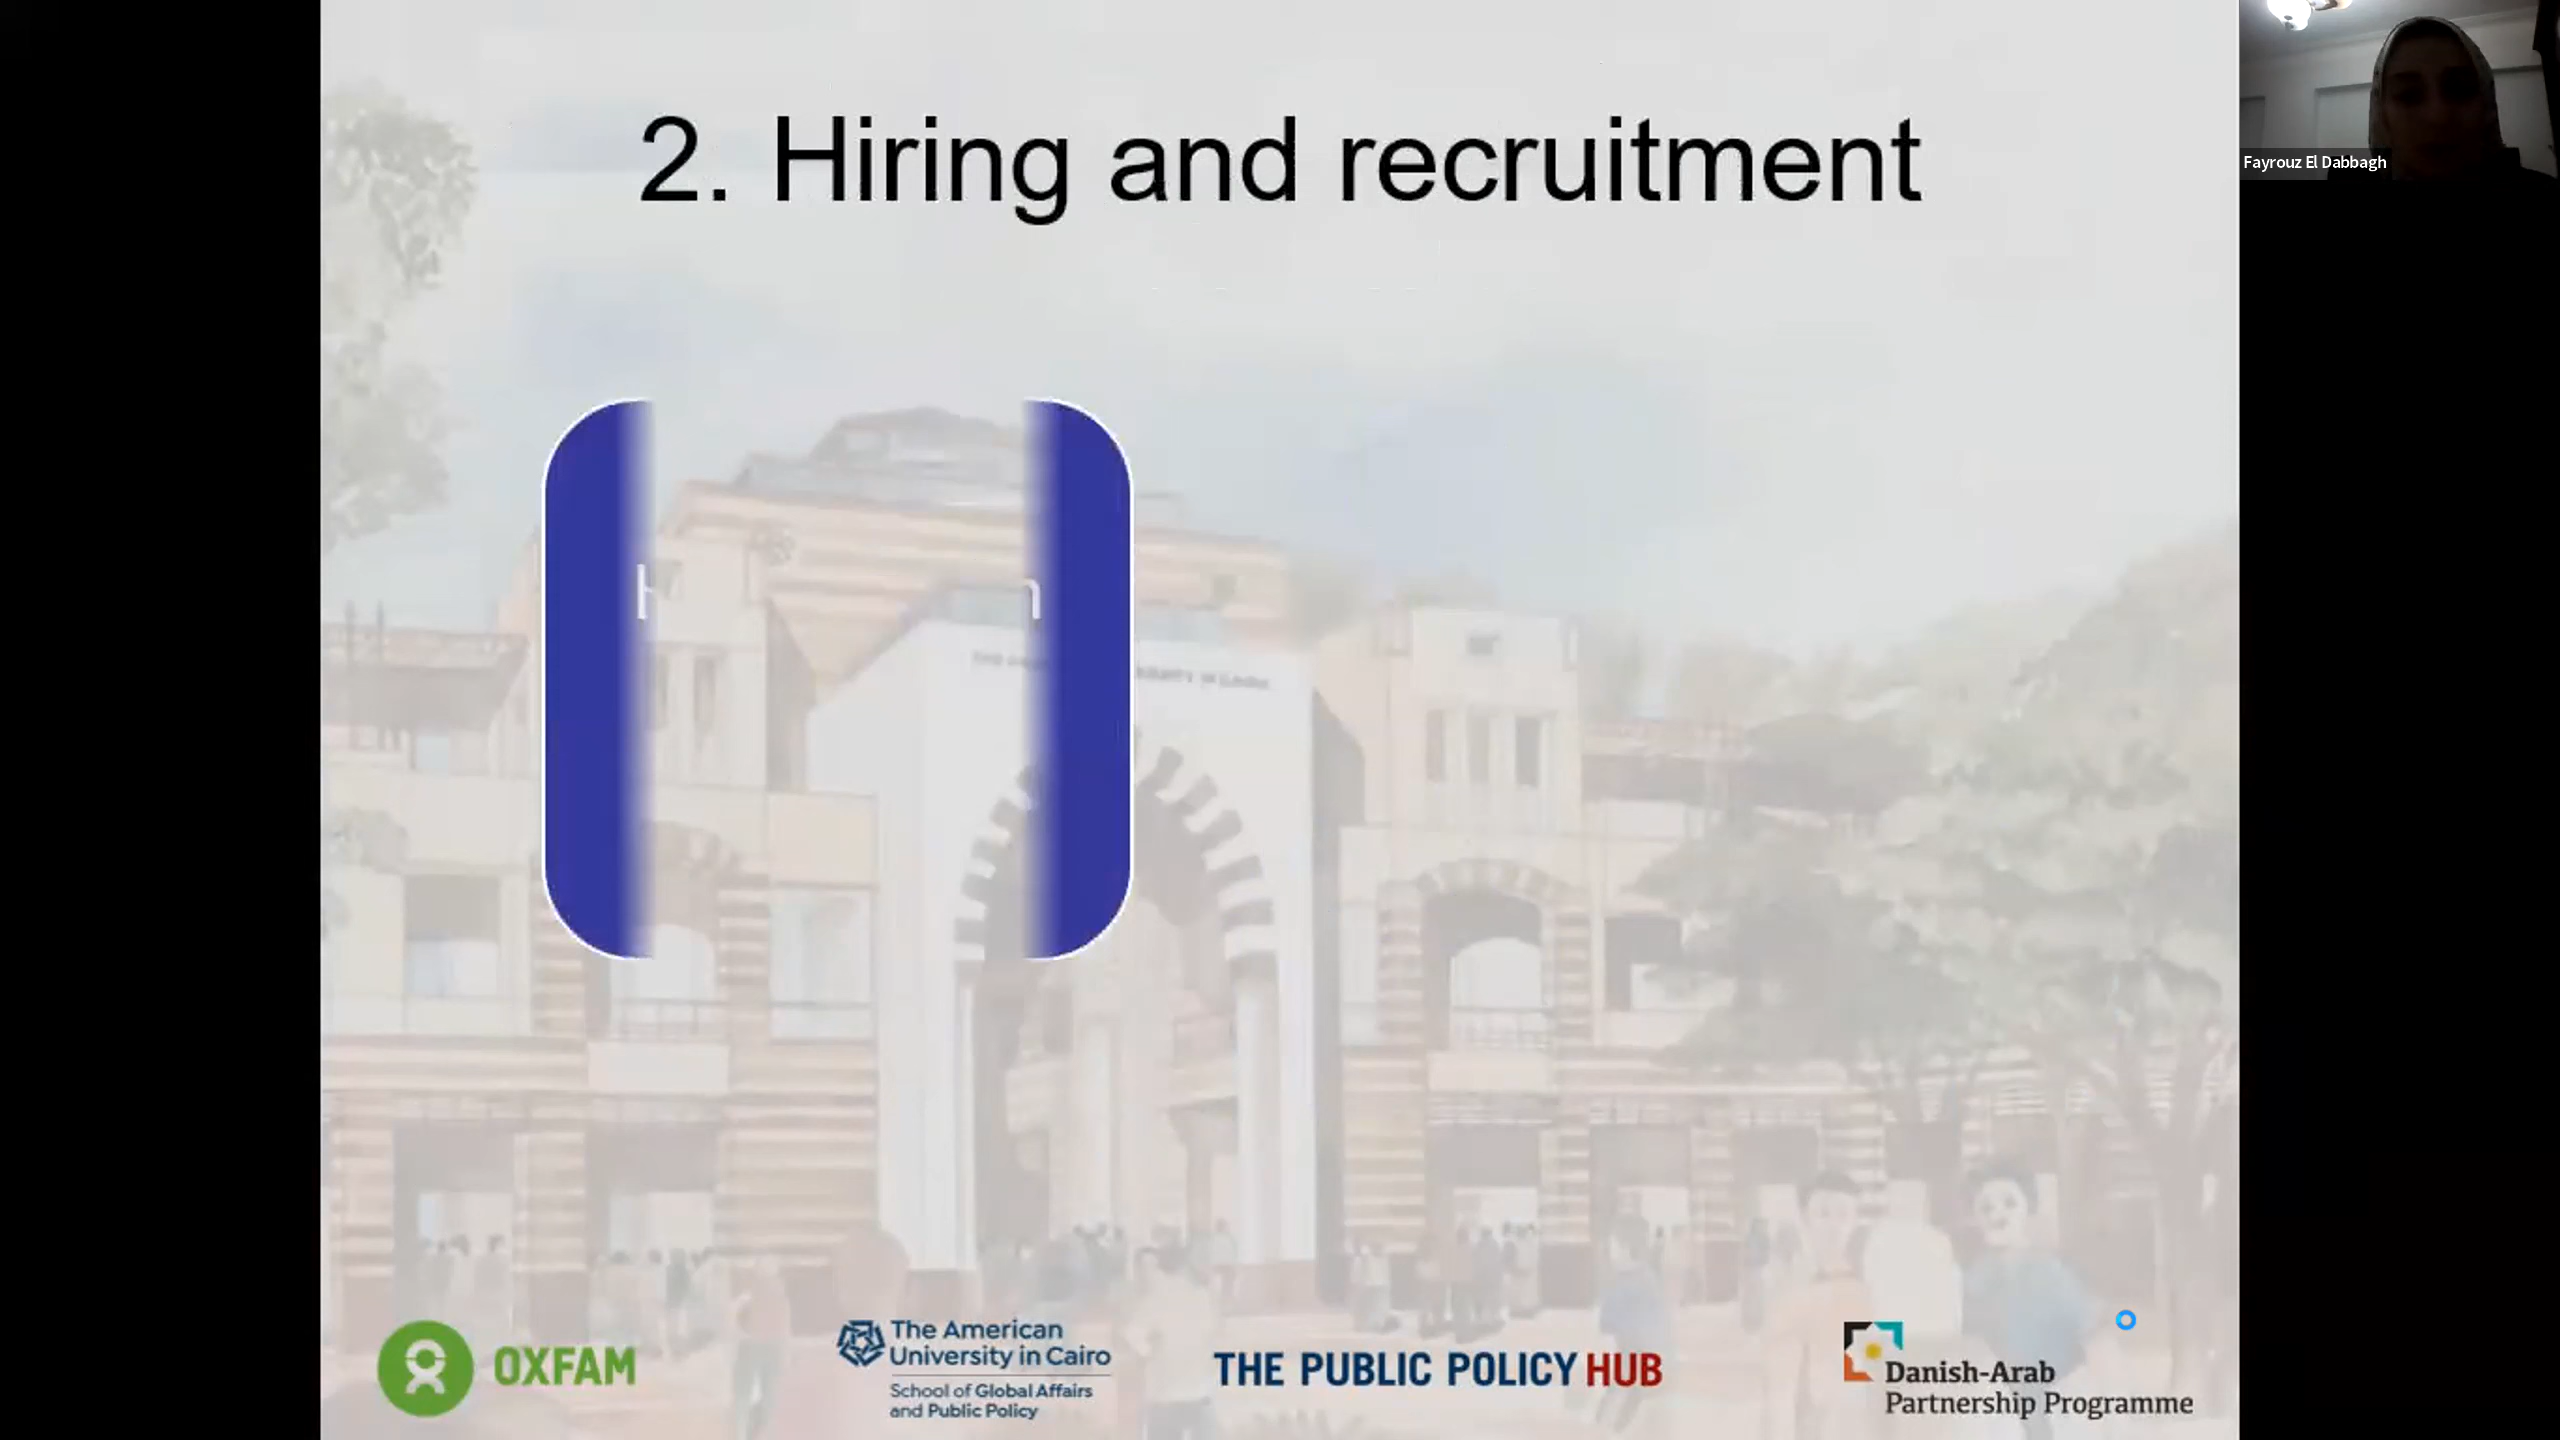 2. Hiring and recruitment
Fayrouz El Dabbagh
OXFAM
The American
University in Cairo
School of Global Affairs
and Public Policy
THE PUBLIC POLICY HUB
Danish-Arab
Partnership Programme